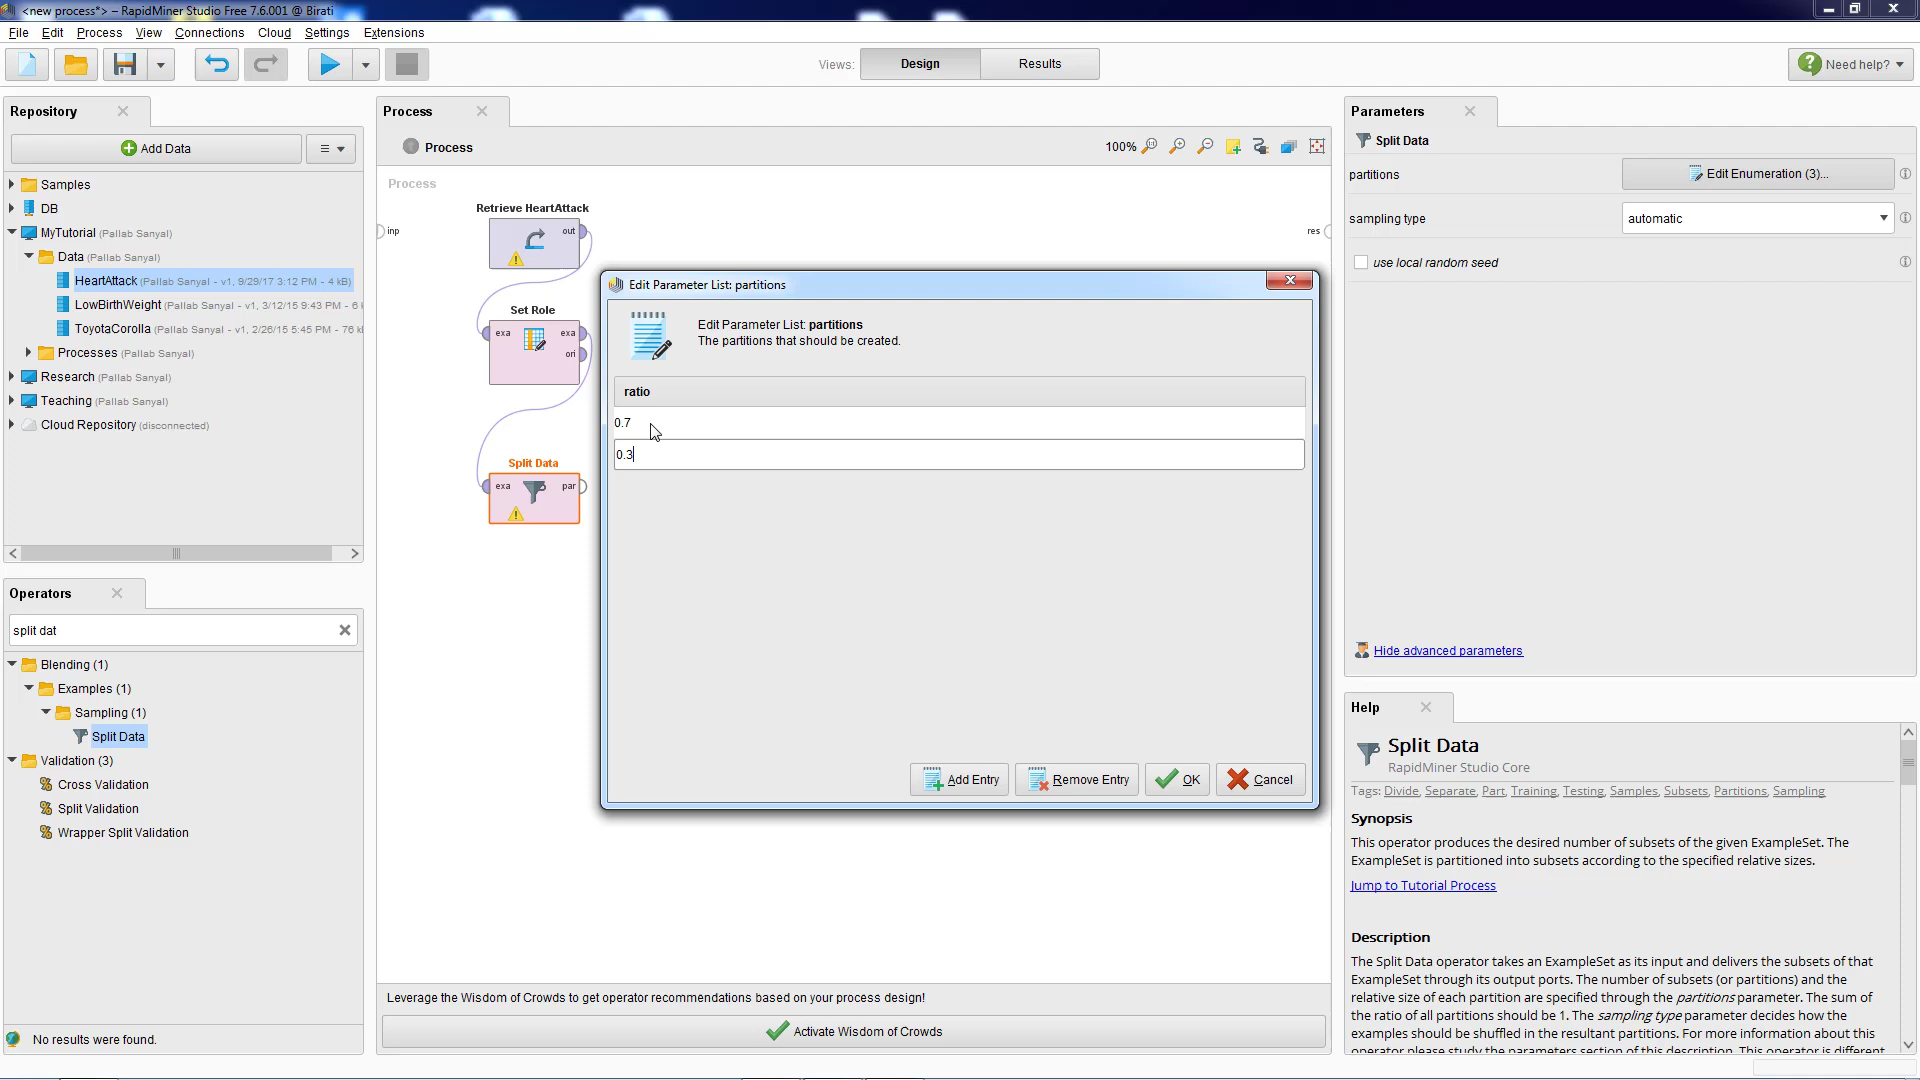 <new process*> – RapidMiner Studio Free 7.6.001 @ Birati
File Edit Process View Connections Cloud Settings Extensions
Views: Design Results
Need help?
Repository
Add Data
Samples
DB
MyTutorial (Pallab Sanyal)
Data (Pallab Sanyal)
HeartAttack (Pallab Sanyal - v1, 9/29/17 3:12 PM - 4 kB)
LowBirthWeight (Pallab Sanyal - v1, 3/12/15 9:43 PM - 6 k
ToyotaCorolla (Pallab Sanyal - v1, 2/26/15 5:45 PM - 76 k
Processes (Pallab Sanyal)
Research (Pallab Sanyal)
Teaching (Pallab Sanyal)
Cloud Repository (disconnected)
Operators
split dat
Blending (1)
Examples (1)
Sampling (1)
Split Data
Validation (3)
Cross Validation
Split Validation
Wrapper Split Validation
No results were found.
Process
Process
100%
Process
inp
res
Retrieve HeartAttack
out
Set Role
exa exa
ori
Split Data
exa par
Edit Parameter List: partitions
Edit Parameter List: partitions
The partitions that should be created.
ratio
0.7
0.3
Add Entry
Remove Entry
OK
Cancel
Leverage the Wisdom of Crowds to get operator recommendations based on your process design!
Activate Wisdom of Crowds
Parameters
Split Data
partitions
Edit Enumeration (3)...
sampling type
automatic
use local random seed
Hide advanced parameters
Help
Split Data
RapidMiner Studio Core
Tags: Divide, Separate, Part, Training, Testing, Samples, Subsets, Partitions, Sampling
Synopsis
This operator produces the desired number of subsets of the given ExampleSet. The
ExampleSet is partitioned into subsets according to the specified relative sizes.
Jump to Tutorial Process
Description
The Split Data operator takes an ExampleSet as its input and delivers the subsets of that
ExampleSet through its output ports. The number of subsets (or partitions) and the
relative size of each partition are specified through the partitions parameter. The sum of
the ratio of all partitions should be 1. The sampling type parameter decides how the
examples should be shuffled in the resultant partitions. For more information about this
operator please study the parameters section of this description. This operator is different